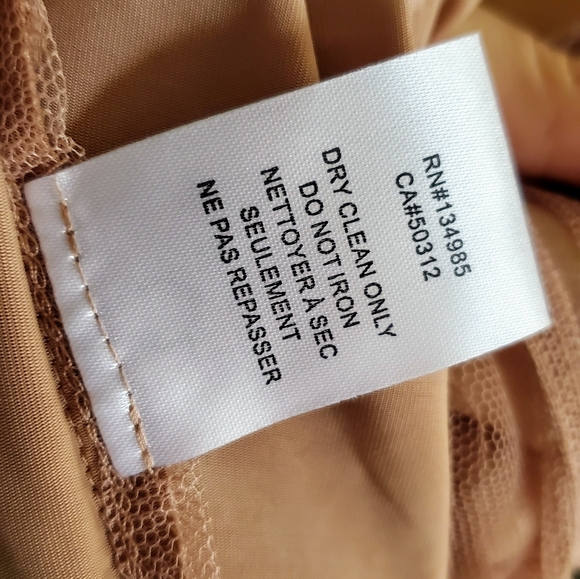 RN#134985
CA#50312
DRY CLEAN ONLY
DO NOT IRON
NETTOYER À SEC
SEULEMENT
NE PAS REPASSER